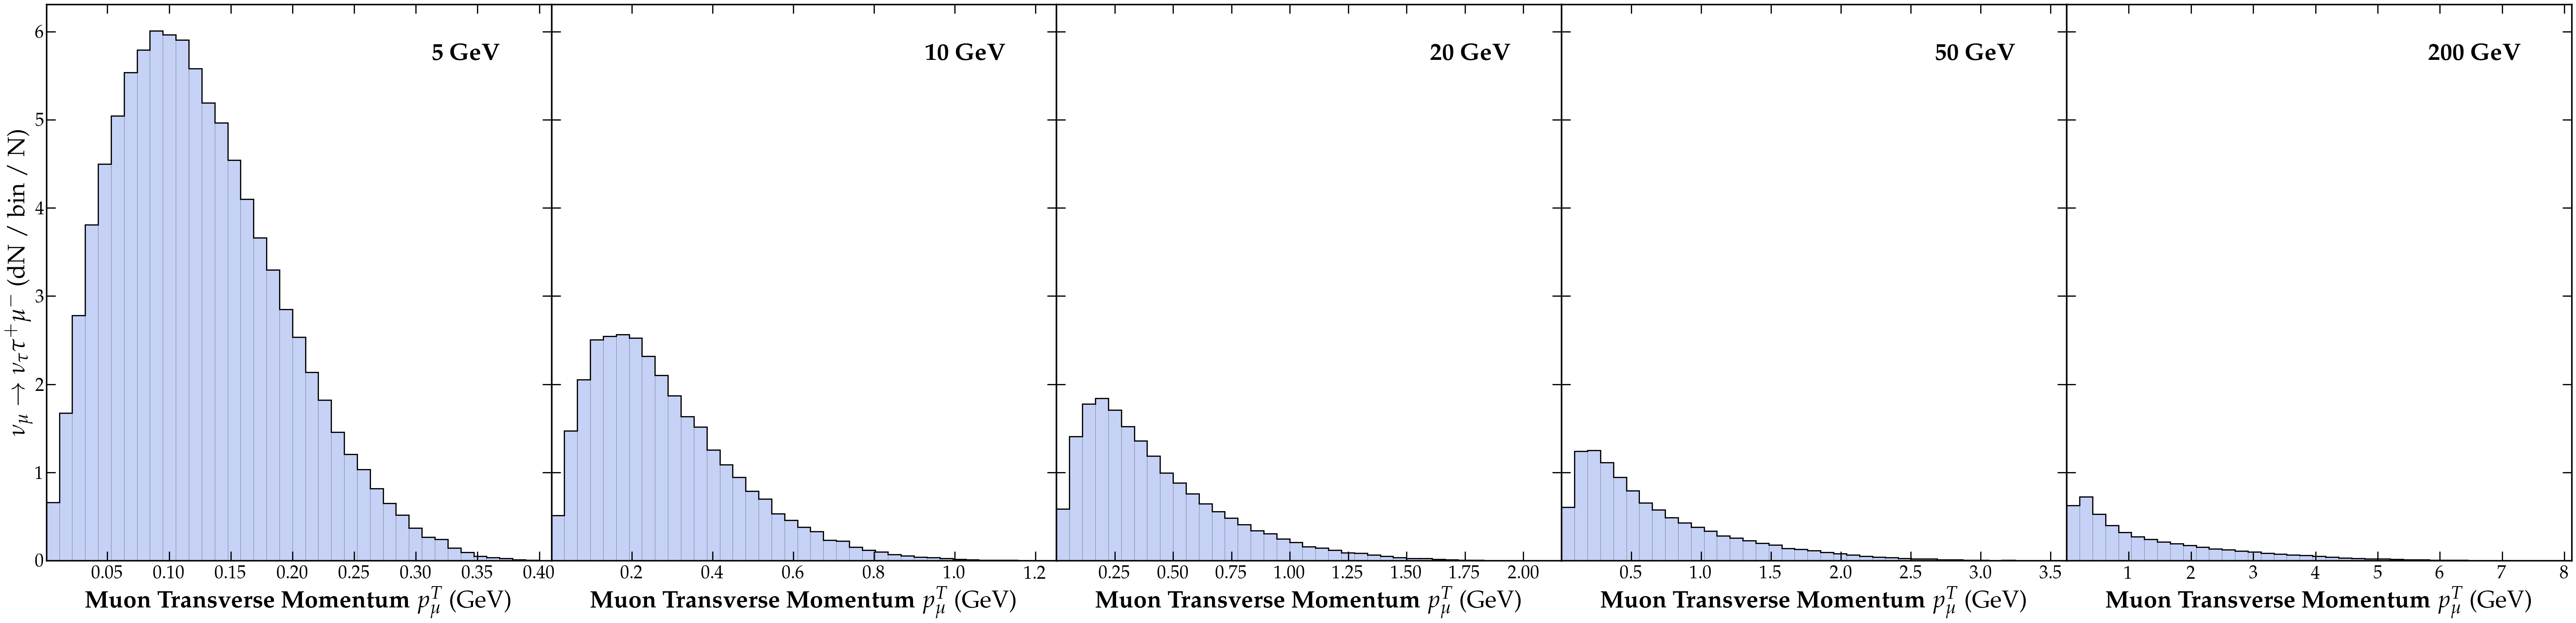 ν_μ → ν_τ τ⁺ μ⁻ (dN / bin / N)
6
5
4
3
2
1
0
5 GeV
10 GeV
20 GeV
50 GeV
200 GeV
0.05 0.10 0.15 0.20 0.25 0.30 0.35 0.40
0.2 0.4 0.6 0.8 1.0 1.2
0.25 0.50 0.75 1.00 1.25 1.50 1.75 2.00
0.5 1.0 1.5 2.0 2.5 3.0 3.5
1 2 3 4 5 6 7 8
Muon Transverse Momentum p_μ^T (GeV)
Muon Transverse Momentum p_μ^T (GeV)
Muon Transverse Momentum p_μ^T (GeV)
Muon Transverse Momentum p_μ^T (GeV)
Muon Transverse Momentum p_μ^T (GeV)